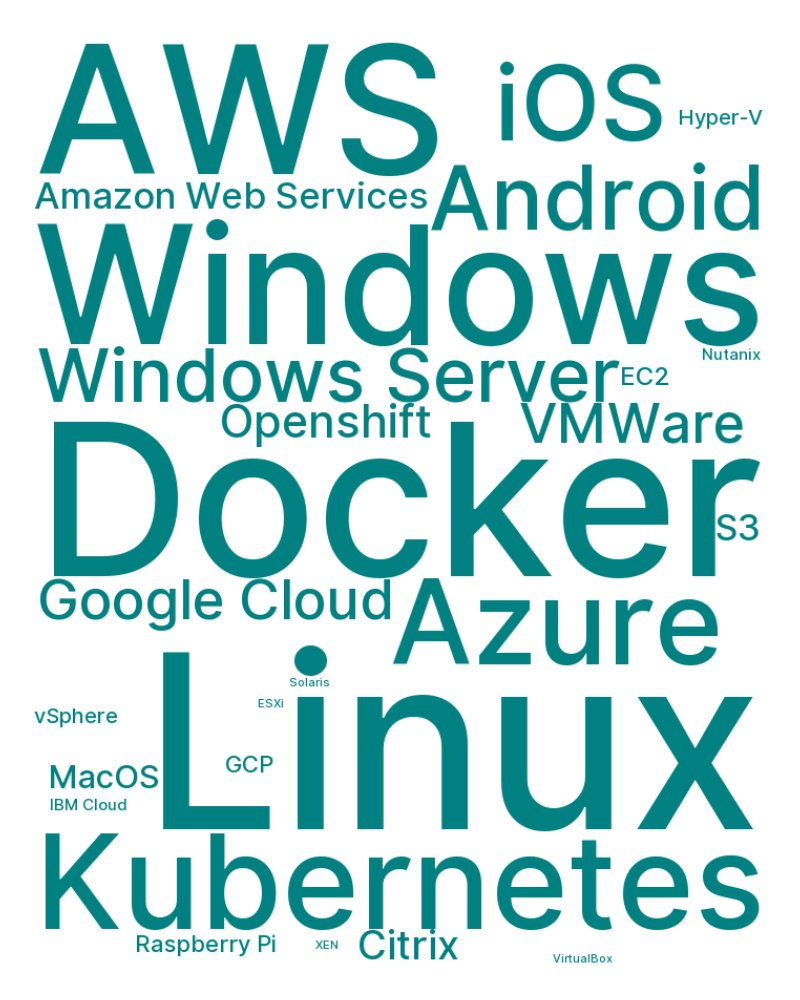 AWS
iOS
Hyper-V
Amazon Web Services
Android
Windows
Nutanix
Windows Server
EC2
Openshift
VMWare
Docker
S3
Google Cloud
Azure
Linux
Solaris
ESXi
vSphere
GCP
MacOS
IBM Cloud
Kubernetes
Raspberry Pi
XEN
Citrix
VirtualBox